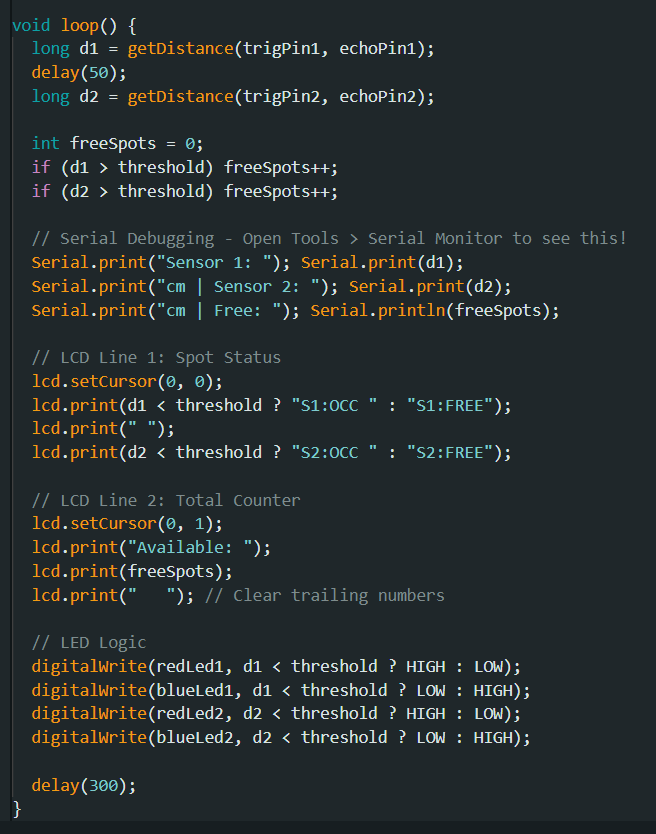 void loop() {
  long d1 = getDistance(trigPin1, echoPin1);
  delay(50);
  long d2 = getDistance(trigPin2, echoPin2);

  int freeSpots = 0;
  if (d1 > threshold) freeSpots++;
  if (d2 > threshold) freeSpots++;

  // Serial Debugging - Open Tools > Serial Monitor to see this!
  Serial.print("Sensor 1: "); Serial.print(d1);
  Serial.print("cm | Sensor 2: "); Serial.print(d2);
  Serial.print("cm | Free: "); Serial.println(freeSpots);

  // LCD Line 1: Spot Status
  lcd.setCursor(0, 0);
  lcd.print(d1 < threshold ? "S1:OCC " : "S1:FREE");
  lcd.print(" ");
  lcd.print(d2 < threshold ? "S2:OCC " : "S2:FREE");

  // LCD Line 2: Total Counter
  lcd.setCursor(0, 1);
  lcd.print("Available: ");
  lcd.print(freeSpots);
  lcd.print("   "); // Clear trailing numbers

  // LED Logic
  digitalWrite(redLed1, d1 < threshold ? HIGH : LOW);
  digitalWrite(blueLed1, d1 < threshold ? LOW : HIGH);
  digitalWrite(redLed2, d2 < threshold ? HIGH : LOW);
  digitalWrite(blueLed2, d2 < threshold ? LOW : HIGH);

  delay(300);
}